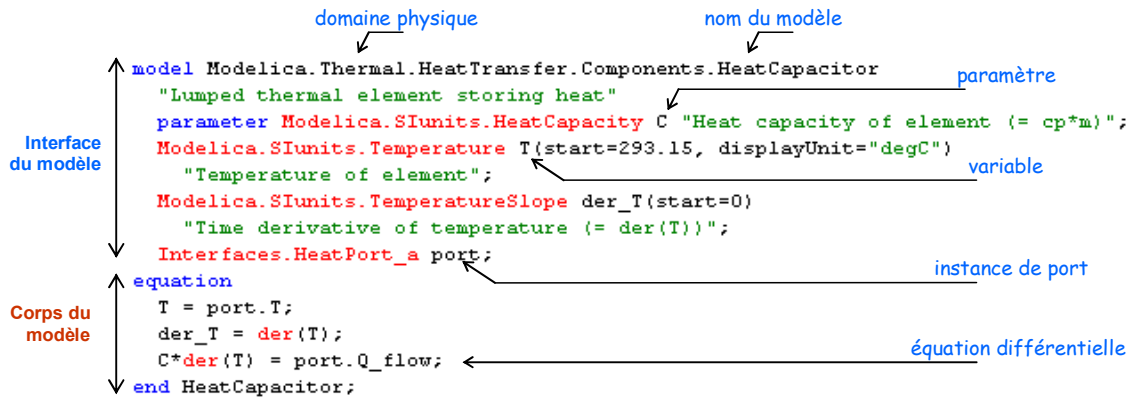 domaine physique
nom du modèle
model Modelica.Thermal.HeatTransfer.Components.HeatCapacitor
paramètre
"Lumped thermal element storing heat"
parameter Modelica.SIunits.HeatCapacity C "Heat capacity of element (= cp*m)";
Interface du modèle
Modelica.SIunits.Temperature T(start=293.15, displayUnit="degC")
variable
"Temperature of element";
Modelica.SIunits.TemperatureSlope der_T(start=0)
"Time derivative of temperature (= der(T))";
Interfaces.HeatPort_a port;
instance de port
equation
Corps du modèle
T = port.T;
der_T = der(T);
C*der(T) = port.Q_flow;
équation différentielle
end HeatCapacitor;